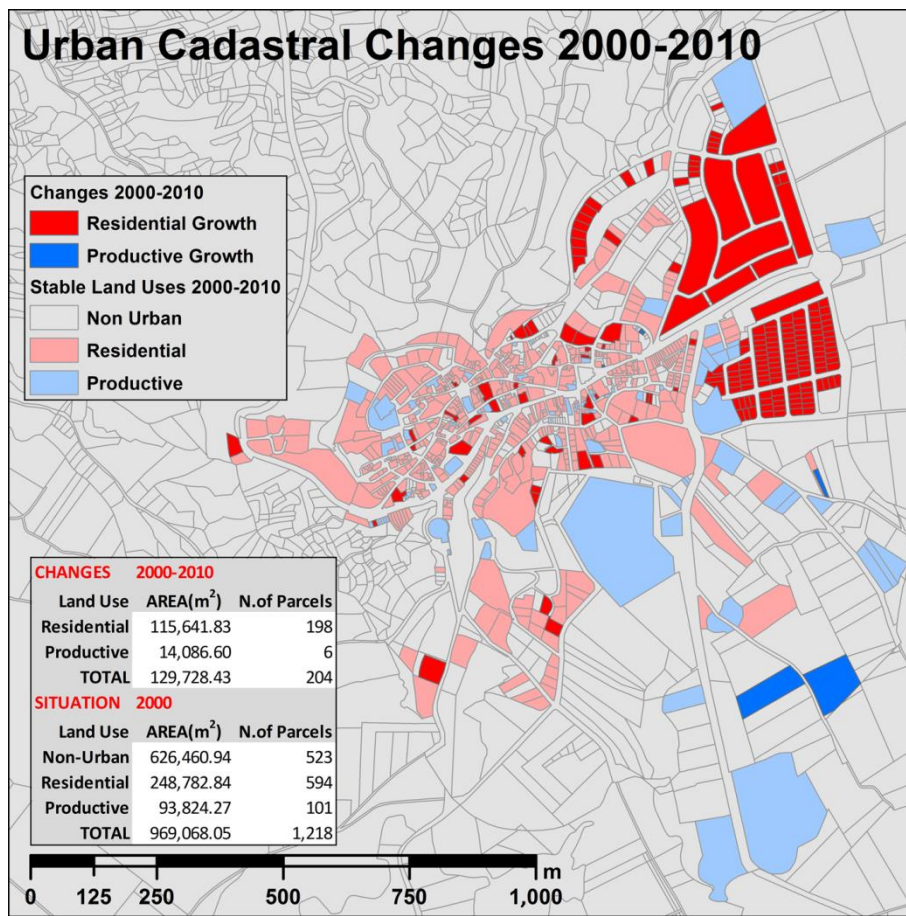 Urban Cadastral Changes 2000-2010
Changes 2000-2010
Residential Growth
Productive Growth
Stable Land Uses 2000-2010
Non Urban
Residential
Productive
CHANGES 2000-2010
Land Use AREA(m²) N.of Parcels
Residential 115,641.83 198
Productive 14,086.60 6
TOTAL 129,728.43 204
SITUATION 2000
Land Use AREA(m²) N.of Parcels
Non-Urban 626,460.94 523
Residential 248,782.84 594
Productive 93,824.27 101
TOTAL 969,068.05 1,218
m
0 125 250 500 750 1,000